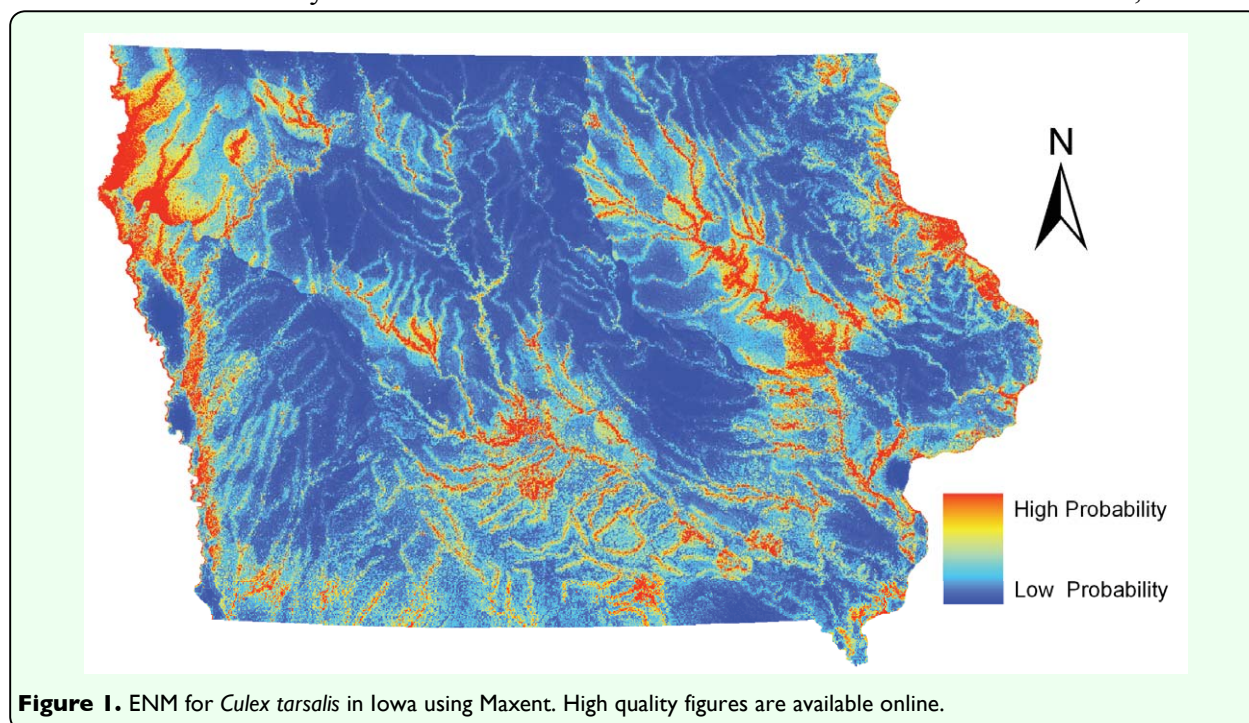 N
High Probability
Low Probability
Figure 1. ENM for Culex tarsalis in Iowa using Maxent. High quality figures are available online.